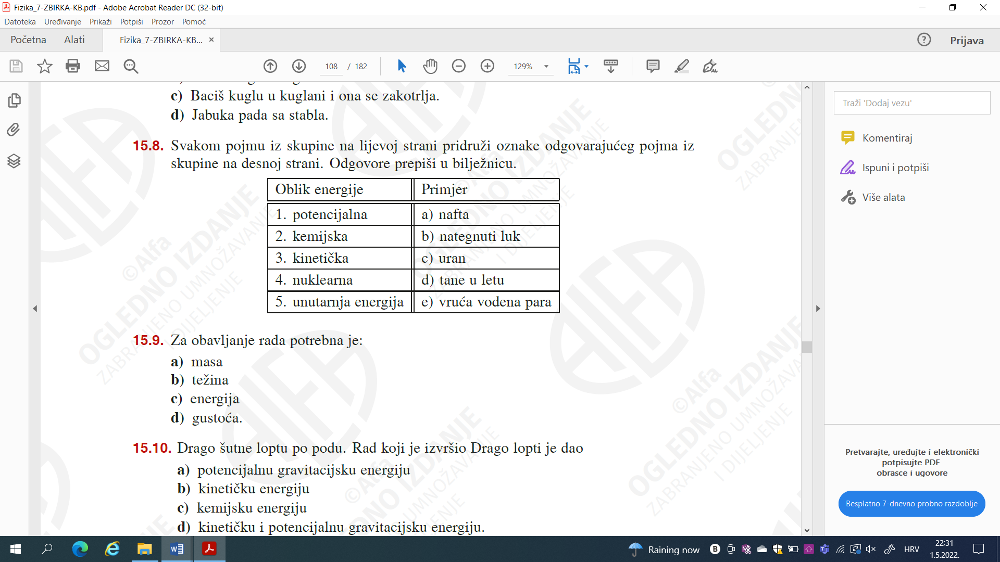 Fizika_7-ZBIRKA-KB.pdf - Adobe Acrobat Reader DC (32-bit)
Datoteka Uređivanje Prikaži Potpiši Prozor Pomoć
Početna Alati Fizika_7-ZBIRKA-KB... × ? Prijava
108 / 182 129%
c) Baciš kuglu u kuglani i ona se zakotrlja.
d) Jabuka pada sa stabla.
15.8. Svakom pojmu iz skupine na lijevoj strani pridruži oznake odgovarajućeg pojma iz
skupine na desnoj strani. Odgovore prepiši u bilježnicu.
Oblik energije Primjer
1. potencijalna a) nafta
2. kemijska b) nategnuti luk
3. kinetička c) uran
4. nuklearna d) tane u letu
5. unutarnja energija e) vruća vodena para
15.9. Za obavljanje rada potrebna je:
a) masa
b) težina
c) energija
d) gustoća.
15.10. Drago šutne loptu po podu. Rad koji je izvršio Drago lopti je dao
a) potencijalnu gravitacijsku energiju
b) kinetičku energiju
c) kemijsku energiju
d) kinetičku i potencijalnu gravitacijsku energiju.
©Alfa
OGLEDNO IZDANJE
ZABRANJENO UMNOŽAVANJE
I DIJELJENJE
Traži 'Dodaj vezu'
Komentiraj
Ispuni i potpiši
Više alata
Pretvarajte, uređujte i elektronički
potpisujte PDF
obrasce i ugovore
Besplatno 7-dnevno probno razdoblje
Raining now HRV 22:31
1.5.2022.